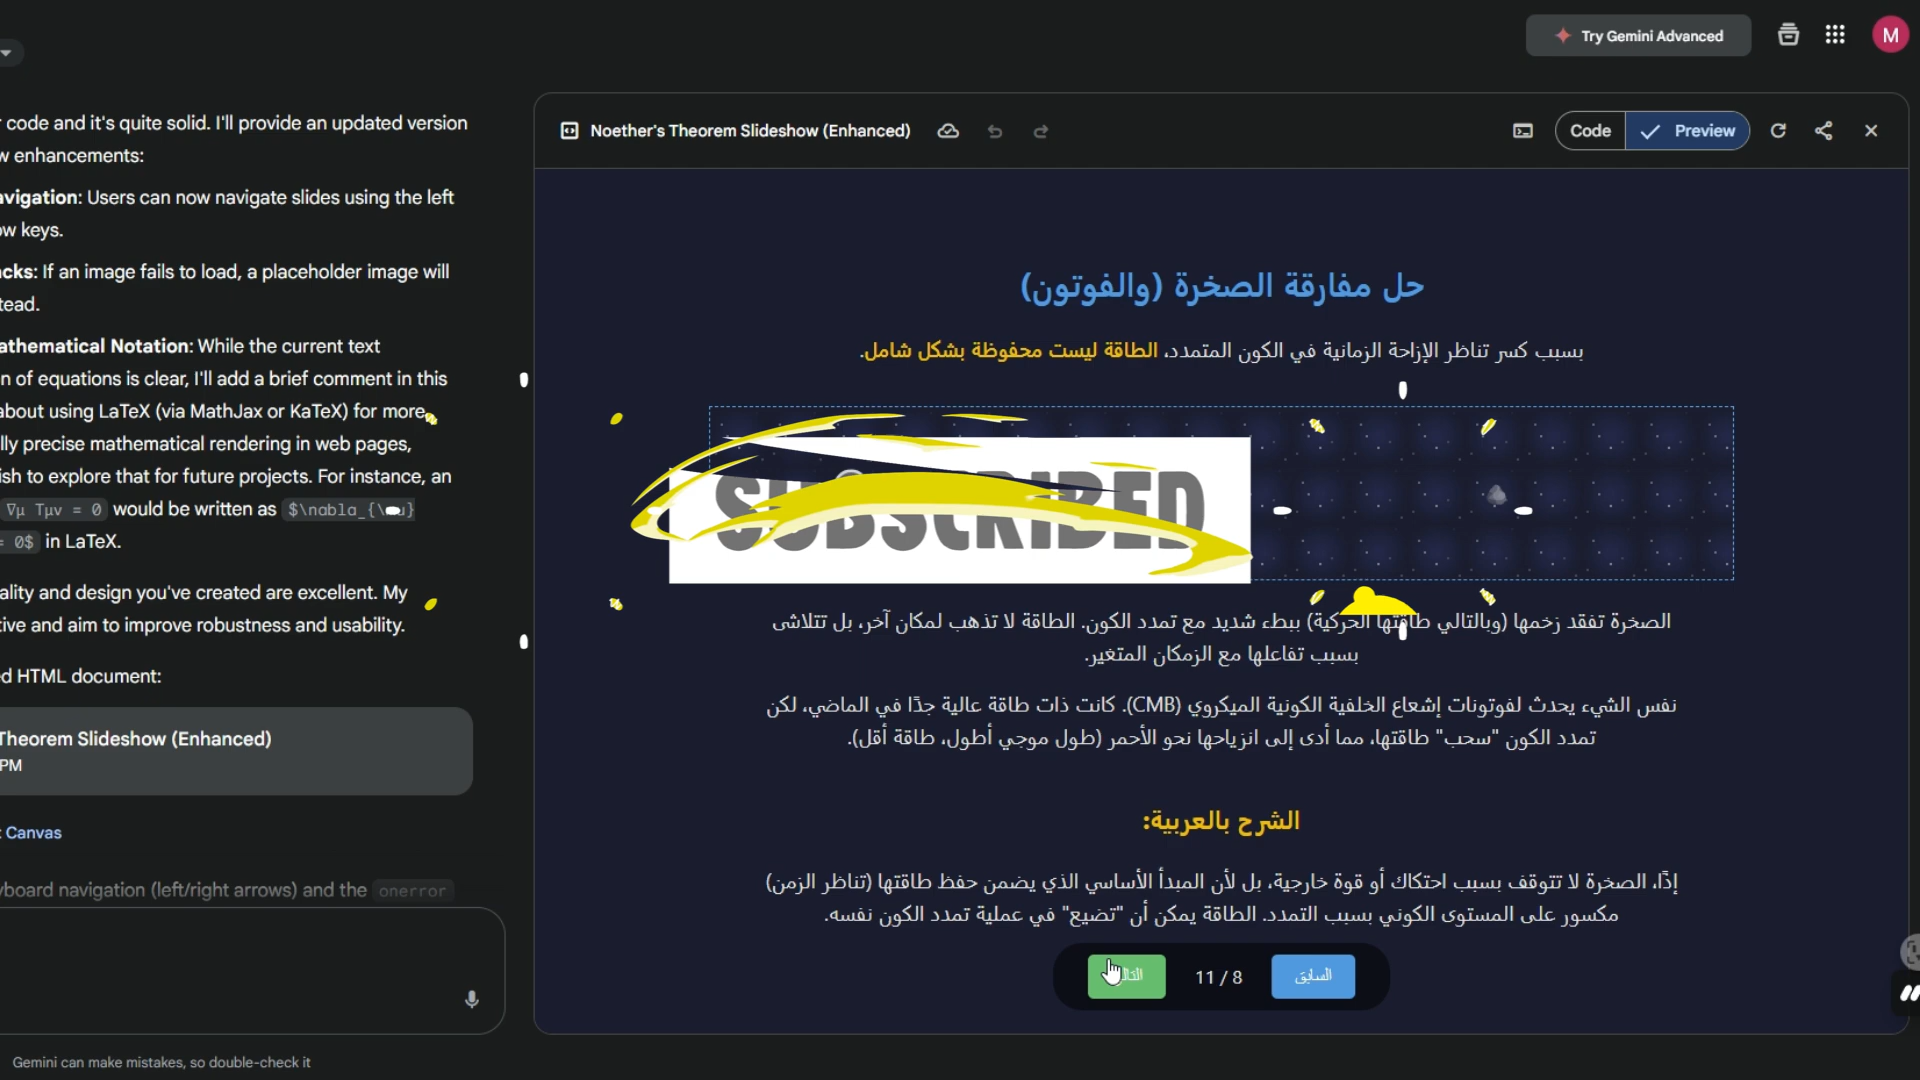 Try Gemini Advanced
M
code and it's quite solid. I'll provide an updated version
enhancements:
Users can now navigate slides using the left
keys.
If an image fails to load, a placeholder image will
Notation: While the current text
of equations is clear, I'll add a brief comment in this
about using LaTeX (via MathJax or KaTeX) for more
precise mathematical rendering in web pages,
to explore that for future projects. For instance, an
∇μ Tμν = 0 would be written as $\nabla_{\
= 0$ in LaTeX.
and design you've created are excellent. My
and aim to improve robustness and usability.
HTML document:
Theorem Slideshow (Enhanced)
PM
Canvas
navigation (left/right arrows) and the onerror
Gemini can make mistakes, so double-check it
Noether's Theorem Slideshow (Enhanced)
Code
Preview
حل مفارقة الصخرة (والفوتون)
بسبب كسر تناظر الإزاحة الزمانية في الكون المتمدد، الطاقة ليست محفوظة بشكل شامل.
SUBSCRIBED
الصخرة تفقد زخمها (وبالتالي طاقتها الحركية) ببطء شديد مع تمدد الكون. الطاقة لا تذهب لمكان آخر، بل تتلاشى
بسبب تفاعلها مع الزمكان المتغير.
نفس الشيء يحدث لفوتونات إشعاع الخلفية الكونية الميكروي (CMB). كانت ذات طاقة عالية جدًا في الماضي، لكن
تمدد الكون "سحب" طاقتها، مما أدى إلى انزياحها نحو الأحمر (طول موجي أطول، طاقة أقل).
الشرح بالعربية:
إذًا، الصخرة لا تتوقف بسبب احتكاك أو قوة خارجية، بل لأن المبدأ الأساسي الذي يضمن حفظ طاقتها (تناظر الزمن)
مكسور على المستوى الكوني بسبب التمدد. الطاقة يمكن أن "تضيع" في عملية تمدد الكون نفسه.
السابق
11 / 8